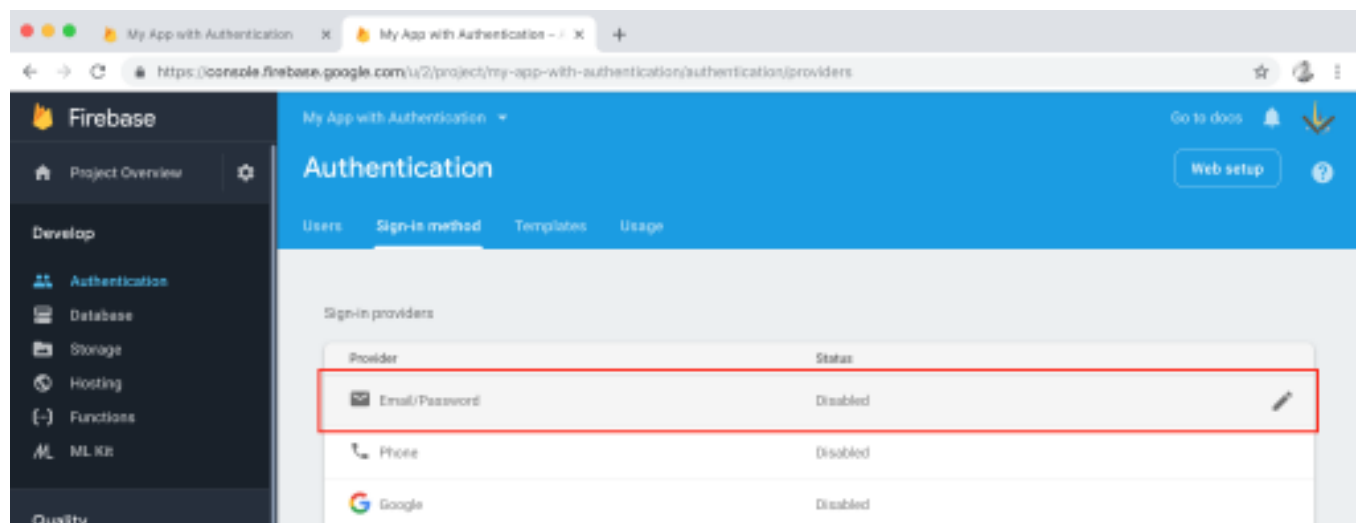 My App with Authentication
My App with Authentication –
https://console.firebase.google.com/u/2/project/my-app-with-authentication/authentication/providers
Firebase
My App with Authentication
Go to docs
Project Overview
Authentication
Web setup
Users Sign-in method Templates Usage
Develop
Authentication
Database
Storage
Hosting
Functions
ML Kit
Quality
Sign-in providers
Provider Status
Email/Password Disabled
Phone Disabled
Google Disabled